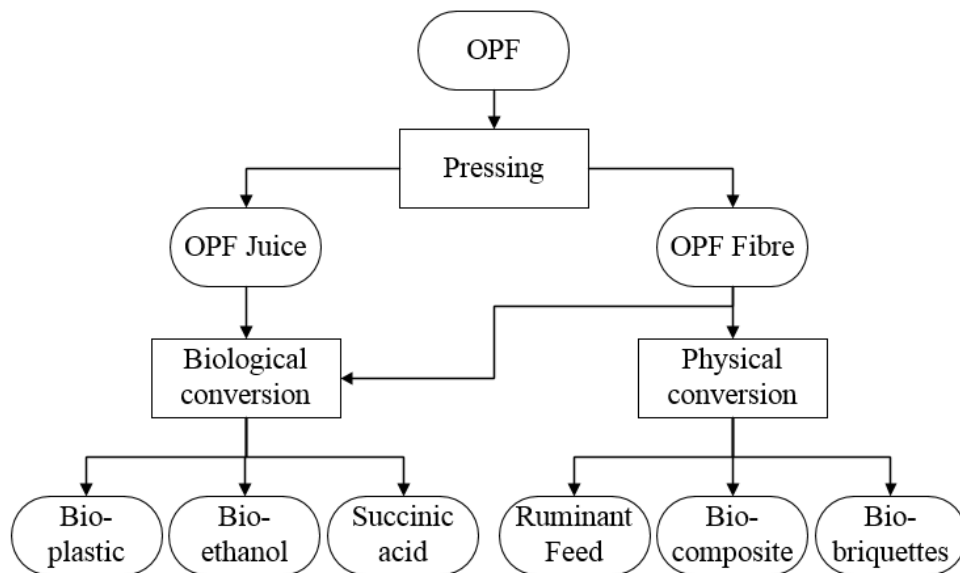 OPF
Pressing
OPF Juice
OPF Fibre
Biological
conversion
Physical
conversion
Bio-
plastic
Bio-
ethanol
Succinic
acid
Ruminant
Feed
Bio-
composite
Bio-
briquettes